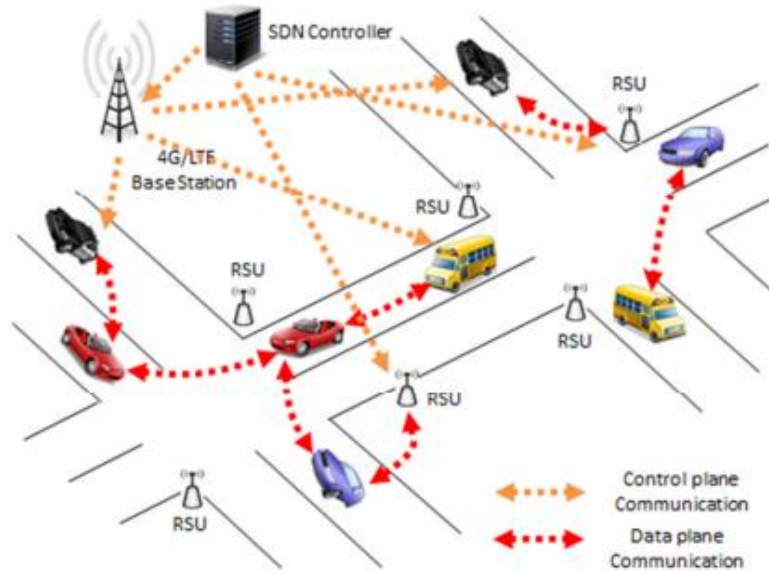 SDN Controller
RSU
4G/LTE
Base Station
RSU
RSU
RSU
RSU
RSU
Control plane
Communication
Data plane
Communication